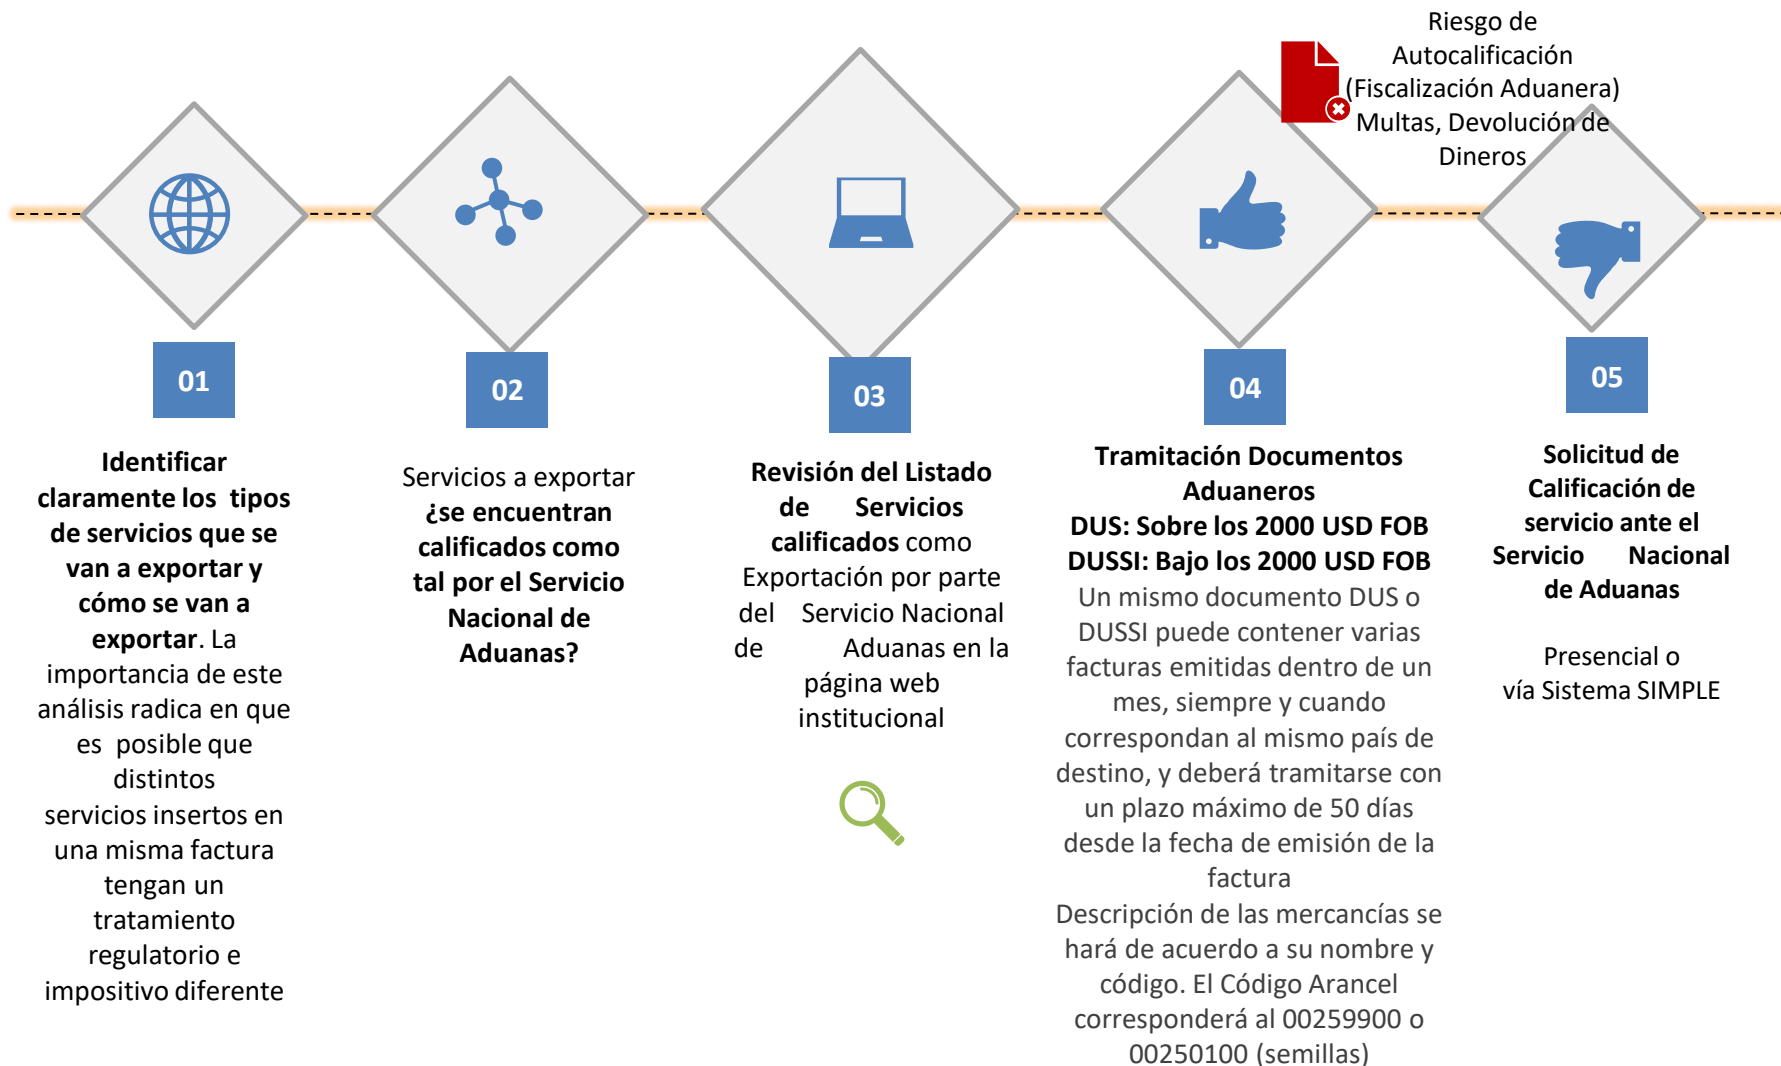 Riesgo de
Autocalificación
(Fiscalización Aduanera)
Multas, Devolución de
Dineros
01
Identificar
claramente los tipos
de servicios que se
van a exportar y
cómo se van a
exportar. La
importancia de este
análisis radica en que
es posible que
distintos
servicios insertos en
una misma factura
tengan un
tratamiento
regulatorio e
impositivo diferente
02
Servicios a exportar
¿se encuentran
calificados como
tal por el Servicio
Nacional de
Aduanas?
03
Revisión del Listado
de Servicios
calificados como
Exportación por parte
del Servicio Nacional
de Aduanas en la
página web
institucional
04
Tramitación Documentos
Aduaneros
DUS: Sobre los 2000 USD FOB
DUSSI: Bajo los 2000 USD FOB
Un mismo documento DUS o
DUSSI puede contener varias
facturas emitidas dentro de un
mes, siempre y cuando
correspondan al mismo país de
destino, y deberá tramitarse con
un plazo máximo de 50 días
desde la fecha de emisión de la
factura
Descripción de las mercancías se
hará de acuerdo a su nombre y
código. El Código Arancel
corresponderá al 00259900 o
00250100 (semillas)
05
Solicitud de
Calificación de
servicio ante el
Servicio Nacional
de Aduanas
Presencial o
vía Sistema SIMPLE